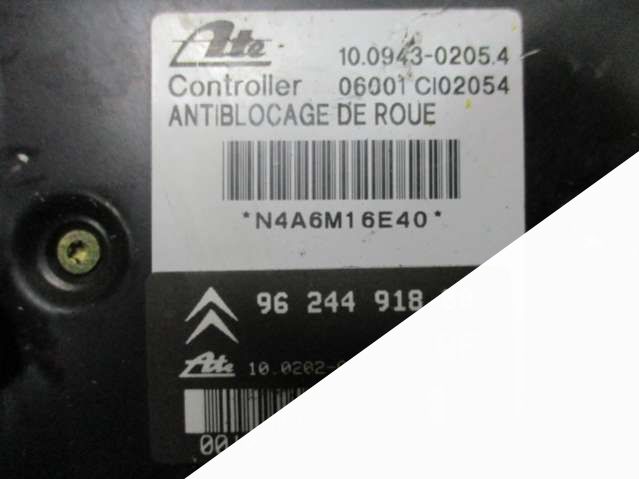 Ate 10.0943-0205.4
Controller 06001 CI02054
ANTIBLOCAGE DE ROUE
*N4A6M16E40*
96 244 918
Ate